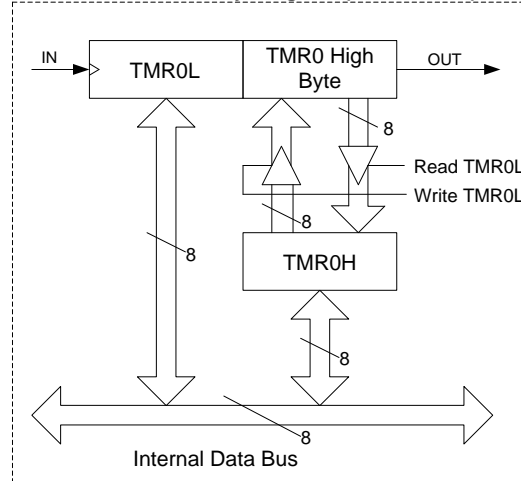 IN
TMR0L
TMR0 High
Byte
OUT
8
Read TMR0L
Write TMR0L
8
8
TMR0H
8
8
Internal Data Bus